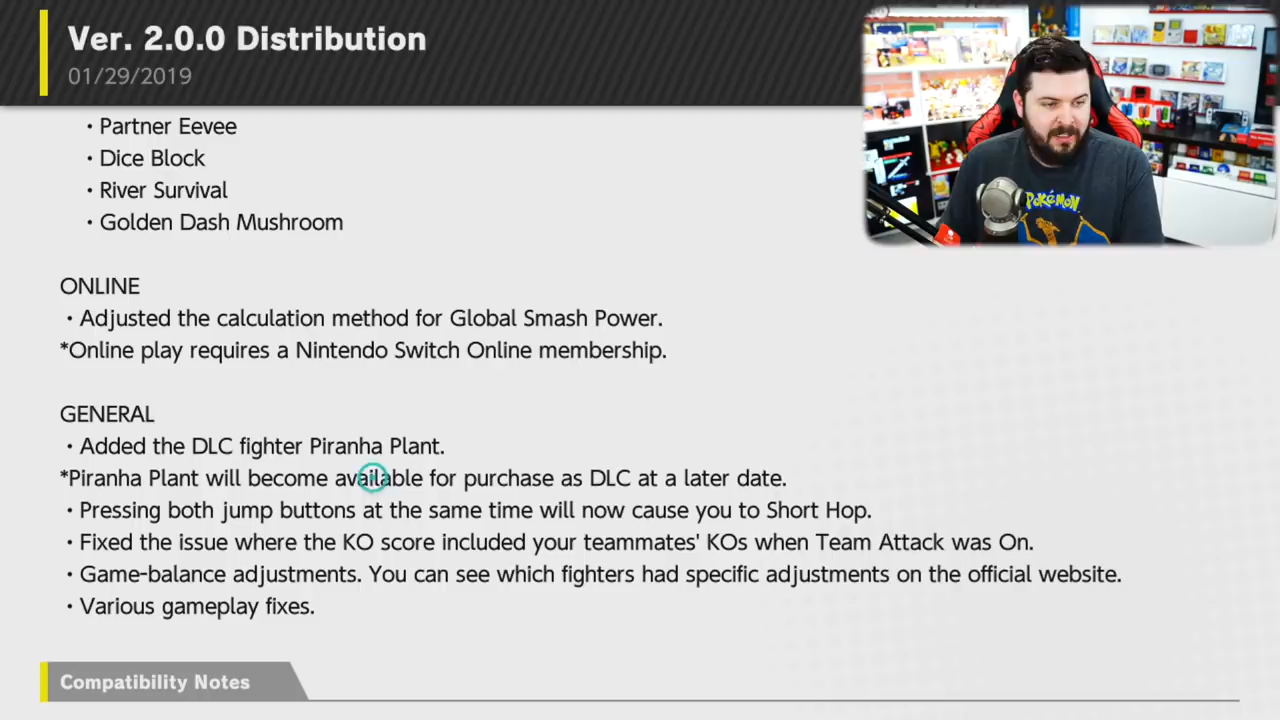 Ver. 2.0.0 Distribution
01/29/2019
・Partner Eevee
・Dice Block
・River Survival
・Golden Dash Mushroom
ONLINE
・Adjusted the calculation method for Global Smash Power.
*Online play requires a Nintendo Switch Online membership.
GENERAL
・Added the DLC fighter Piranha Plant.
*Piranha Plant will become available for purchase as DLC at a later date.
・Pressing both jump buttons at the same time will now cause you to Short Hop.
・Fixed the issue where the KO score included your teammates' KOs when Team Attack was On.
・Game-balance adjustments. You can see which fighters had specific adjustments on the official website.
・Various gameplay fixes.
Compatibility Notes
POKéMON